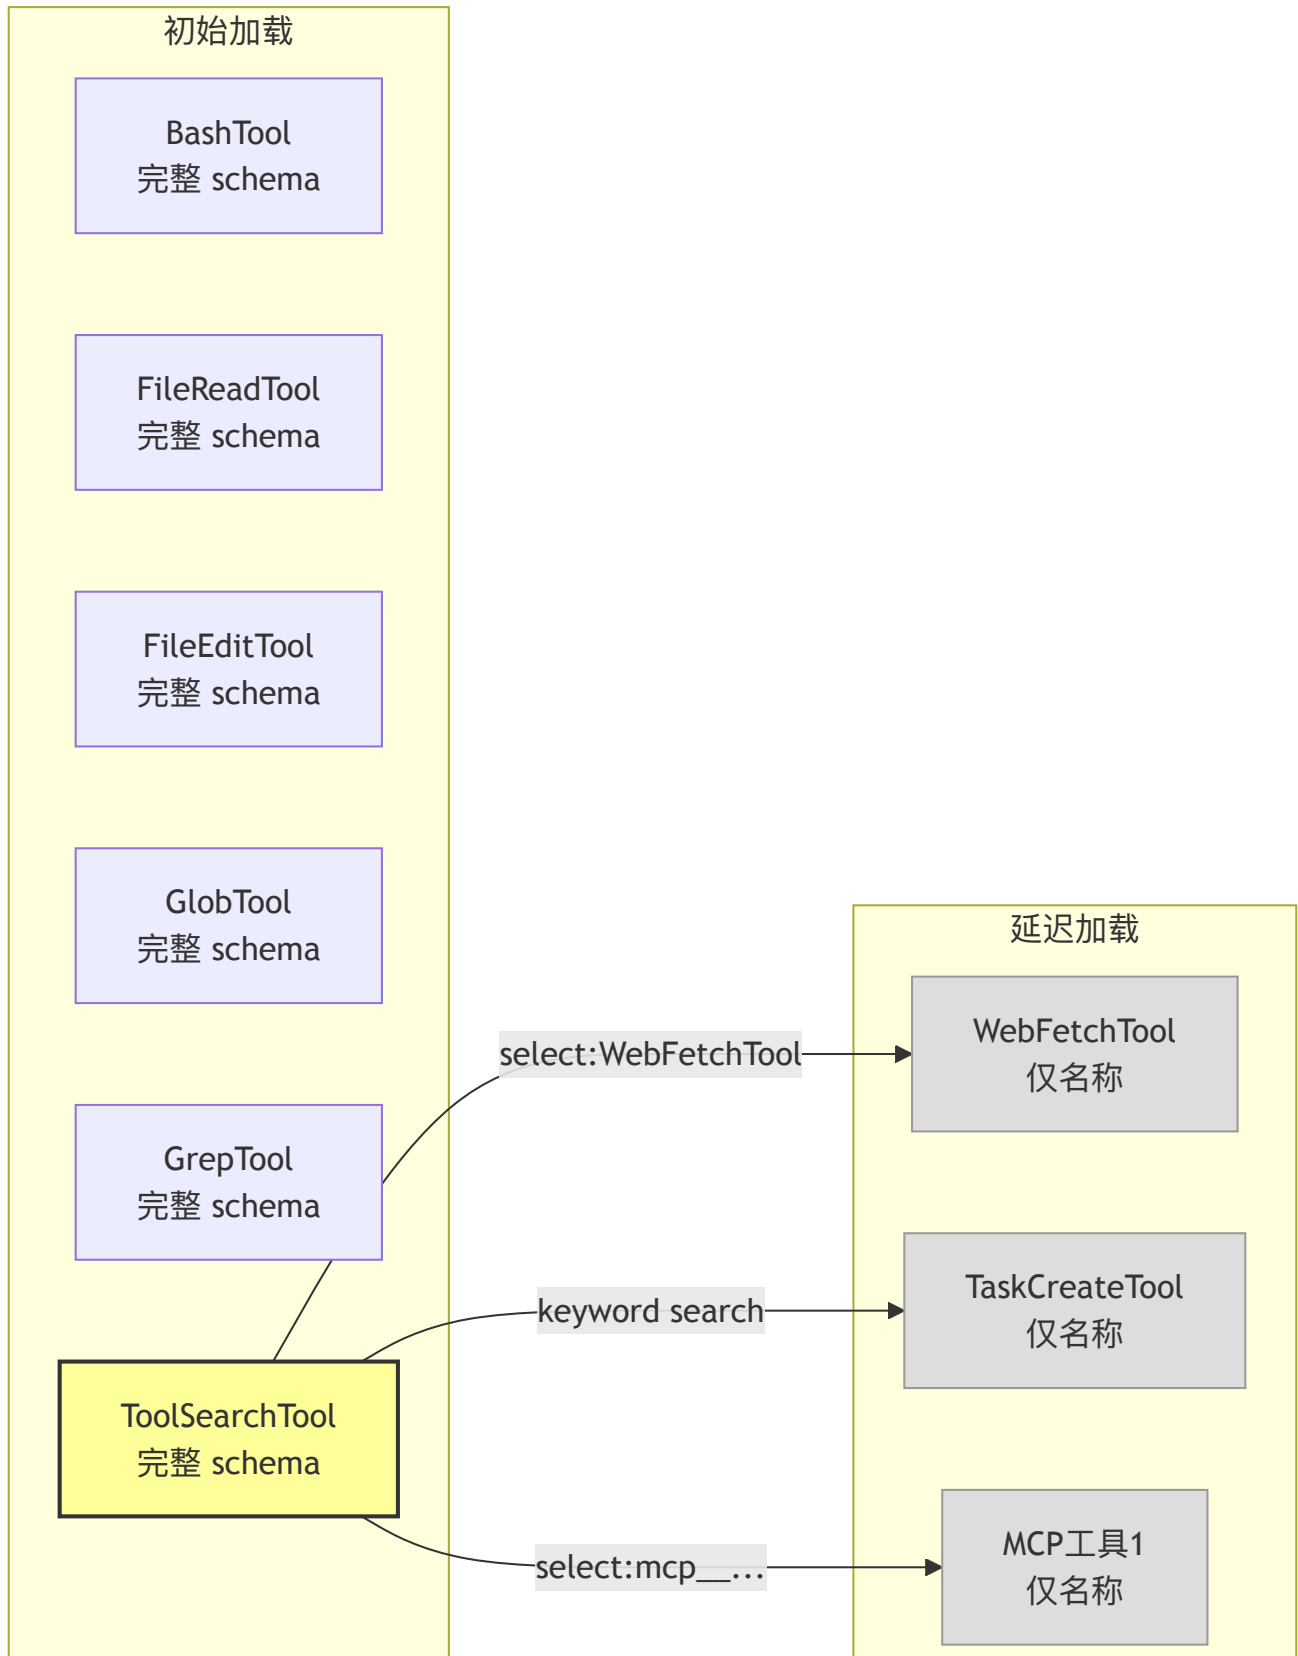 初始加载
BashTool
完整 schema
FileReadTool
完整 schema
FileEditTool
完整 schema
GlobTool
完整 schema
GrepTool
完整 schema
ToolSearchTool
完整 schema
select:WebFetchTool
keyword search
select:mcp__...
延迟加载
WebFetchTool
仅名称
TaskCreateTool
仅名称
MCP工具1
仅名称